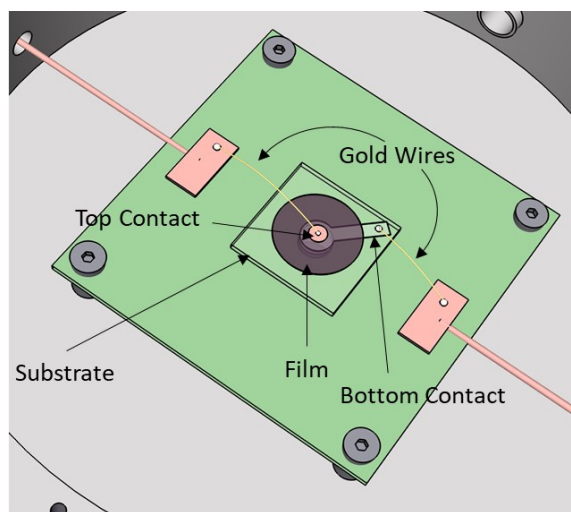 Gold Wires
Top Contact
Substrate
Film
Bottom Contact